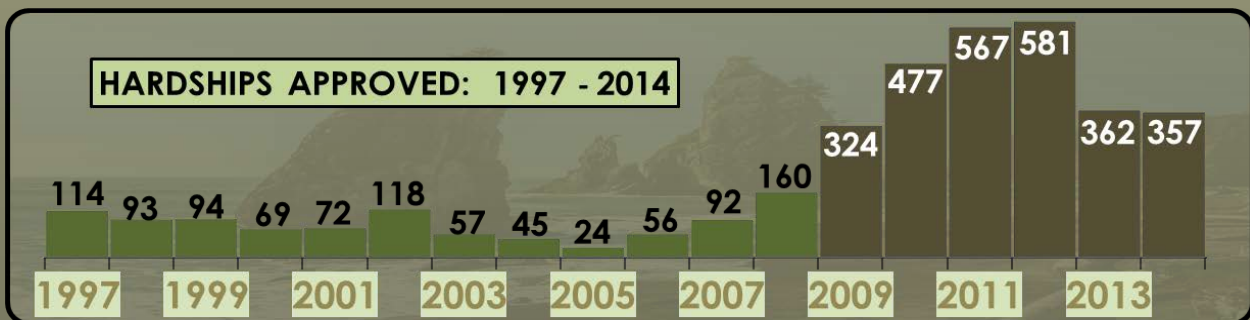 HARDSHIPS APPROVED: 1997 - 2014
114 93 94 69 72 118 57 45 24 56 92 160 324 477 567 581 362 357
1997 1999 2001 2003 2005 2007 2009 2011 2013